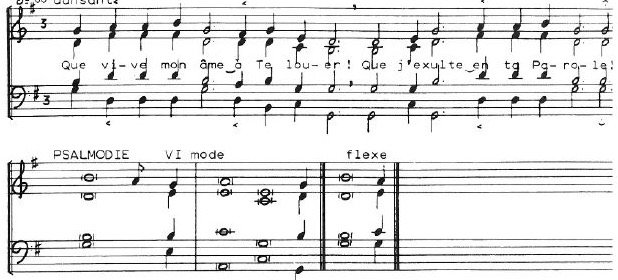 dansant
Que vi-ve mon âme à Te lou-er! Que j'exulte en ta Pa-ro-le!
PSALMODIE VI mode flexe